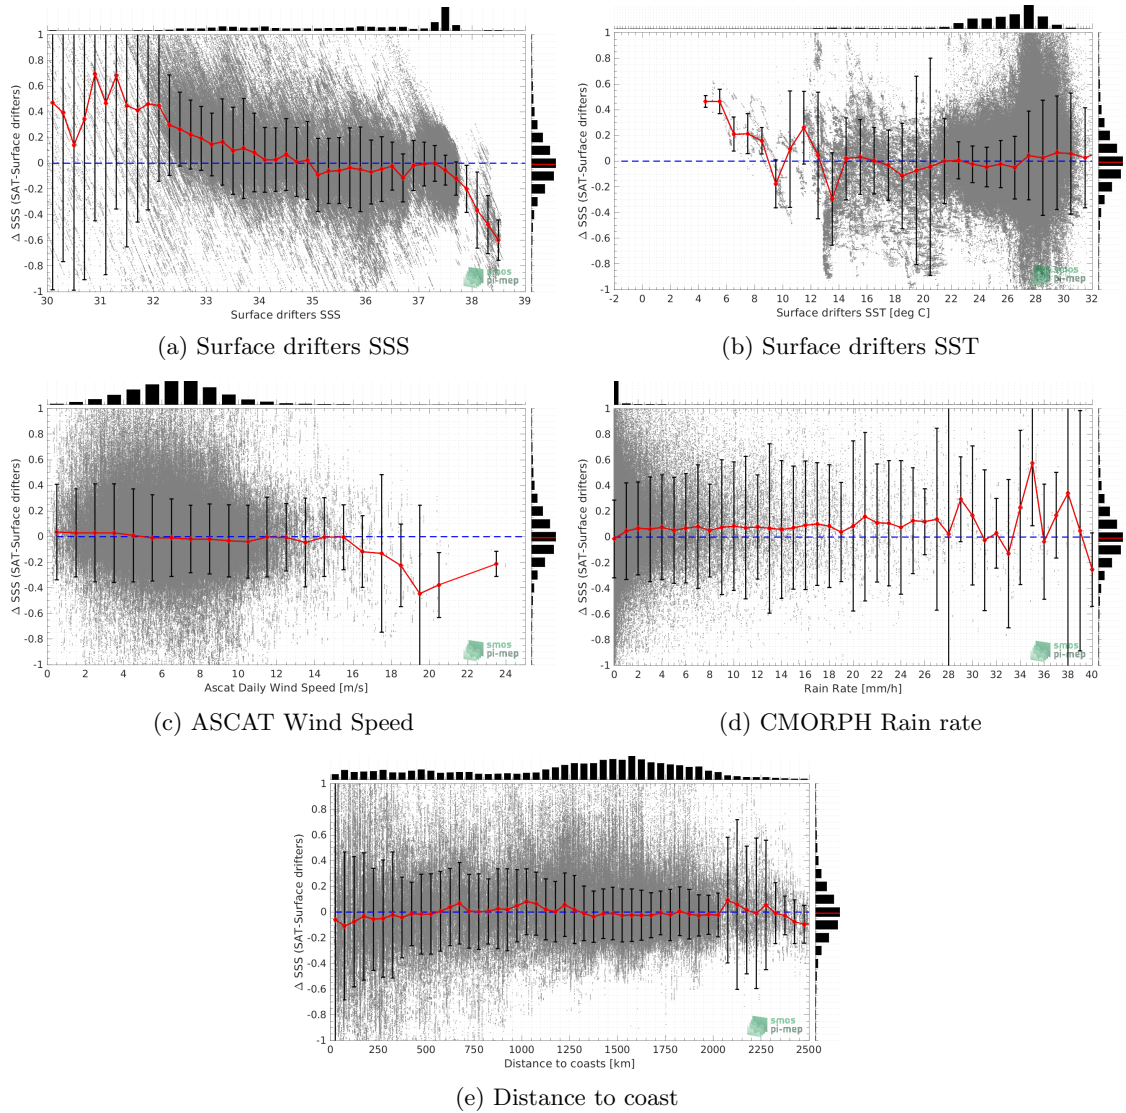 1
0.8
0.6
0.4
0.2
0
-0.2
-0.4
-0.6
-0.8
-1
Δ SSS (SAT-Surface drifters)
30 31 32 33 34 35 36 37 38 39
Surface drifters SSS
smos
pi-mep
(a) Surface drifters SSS
1
0.8
0.6
0.4
0.2
0
-0.2
-0.4
-0.6
-0.8
-1
Δ SSS (SAT-Surface drifters)
-2 0 2 4 6 8 10 12 14 16 18 20 22 24 26 28 30 32
Surface drifters SST [deg C]
smos
pi-mep
(b) Surface drifters SST
1
0.8
0.6
0.4
0.2
0
-0.2
-0.4
-0.6
-0.8
-1
Δ SSS (SAT-Surface drifters)
0 2 4 6 8 10 12 14 16 18 20 22 24
Ascat Daily Wind Speed [m/s]
smos
pi-mep
(c) ASCAT Wind Speed
1
0.8
0.6
0.4
0.2
0
-0.2
-0.4
-0.6
-0.8
-1
Δ SSS (SAT-Surface drifters)
0 2 4 6 8 10 12 14 16 18 20 22 24 26 28 30 32 34 36 38 40
Rain Rate [mm/h]
smos
pi-mep
(d) CMORPH Rain rate
1
0.8
0.6
0.4
0.2
0
-0.2
-0.4
-0.6
-0.8
-1
Δ SSS (SAT-Surface drifters)
0 250 500 750 1000 1250 1500 1750 2000 2250 2500
Distance to coasts [km]
smos
pi-mep
(e) Distance to coast